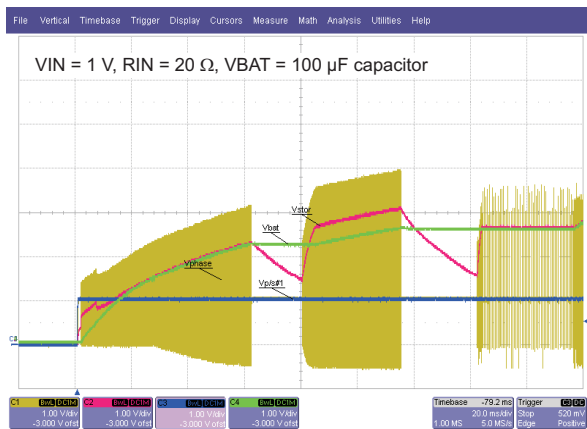 File Vertical Timebase Trigger Display Cursors Measure Math Analysis Utilities Help
VIN = 1 V, RIN = 20 Ω, VBAT = 100 µF capacitor
Vstor
Vbat
Vphase
Vp/s#1
C1 BwL DC1M
1.00 V/div
-3.000 V ofst
C2 BwL DC1M
1.00 V/div
-3.000 V ofst
1.00 V/div
-3.000 V ofst
C4 BwL DC1M
1.00 V/div
-3.000 V ofst
Timebase -79.2 ms
20.0 ms/div
1.00 MS 5.0 MS/s
Trigger C3 DC
Stop 520 mV
Edge Positive